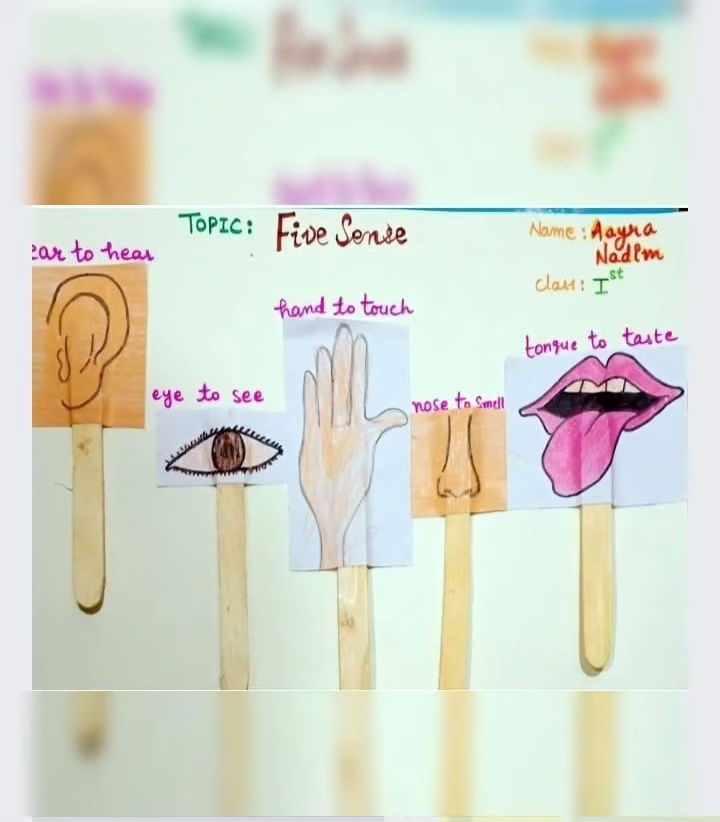 TOPIC: Five Sense
Name: Aayra
Nadim
Class: Ist
ear to hear
eye to see
hand to touch
nose to smell
tongue to taste